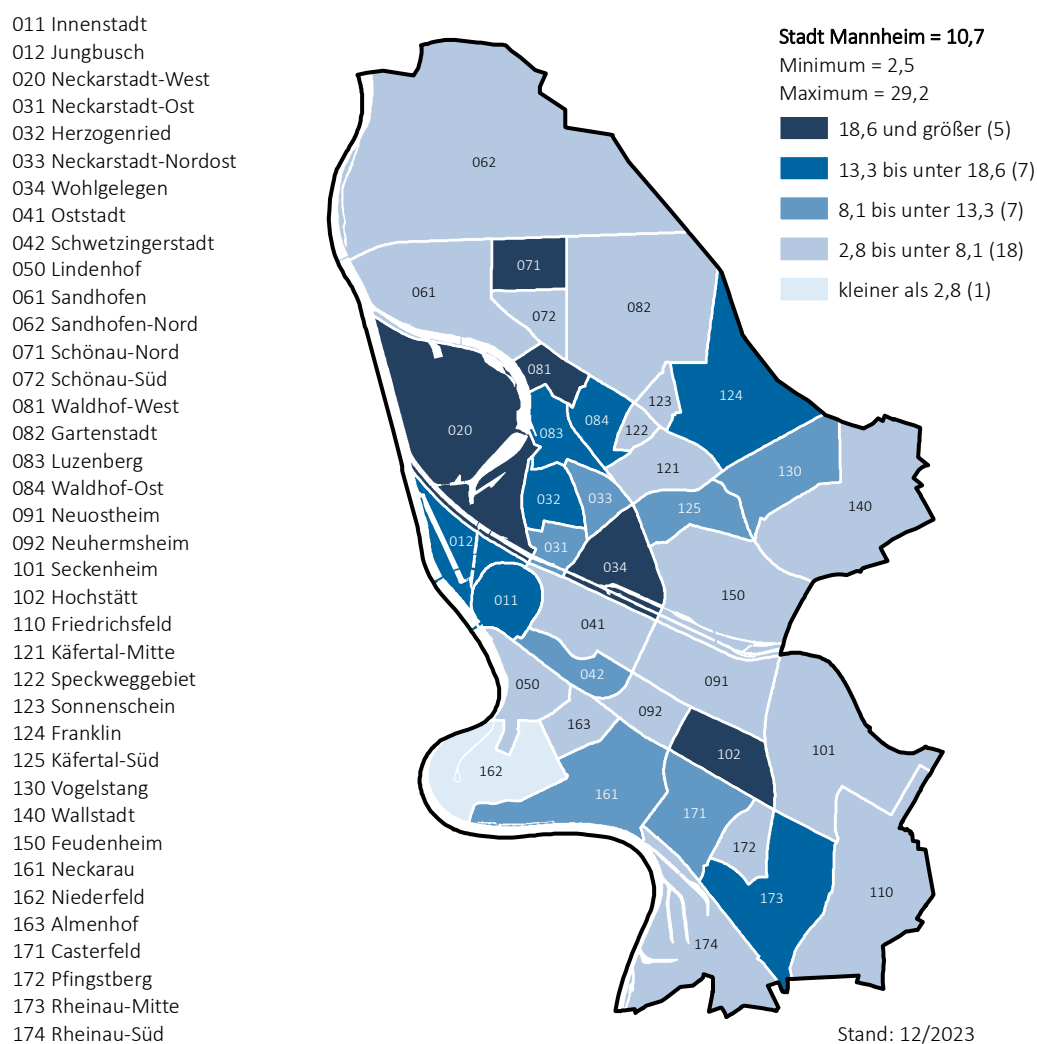 011 Innenstadt
012 Jungbusch
020 Neckarstadt-West
031 Neckarstadt-Ost
032 Herzogenried
033 Neckarstadt-Nordost
034 Wohlgelegen
041 Oststadt
042 Schwetzingerstadt
050 Lindenhof
061 Sandhofen
062 Sandhofen-Nord
071 Schönau-Nord
072 Schönau-Süd
081 Waldhof-West
082 Gartenstadt
083 Luzenberg
084 Waldhof-Ost
091 Neuostheim
092 Neuhermsheim
101 Seckenheim
102 Hochstätt
110 Friedrichsfeld
121 Käfertal-Mitte
122 Speckweggebiet
123 Sonnenschein
124 Franklin
125 Käfertal-Süd
130 Vogelstang
140 Wallstadt
150 Feudenheim
161 Neckarau
162 Niederfeld
163 Almenhof
171 Casterfeld
172 Pfingstberg
173 Rheinau-Mitte
174 Rheinau-Süd
Stadt Mannheim = 10,7
Minimum = 2,5
Maximum = 29,2
18,6 und größer (5)
13,3 bis unter 18,6 (7)
8,1 bis unter 13,3 (7)
2,8 bis unter 8,1 (18)
kleiner als 2,8 (1)
062
071
061
072
082
081
124
123
020
083
084
122
121
130
032
033
125
140
012
031
034
011
150
041
042
050
091
092
163
102
101
162
161
171
172
173
110
174
Stand: 12/2023